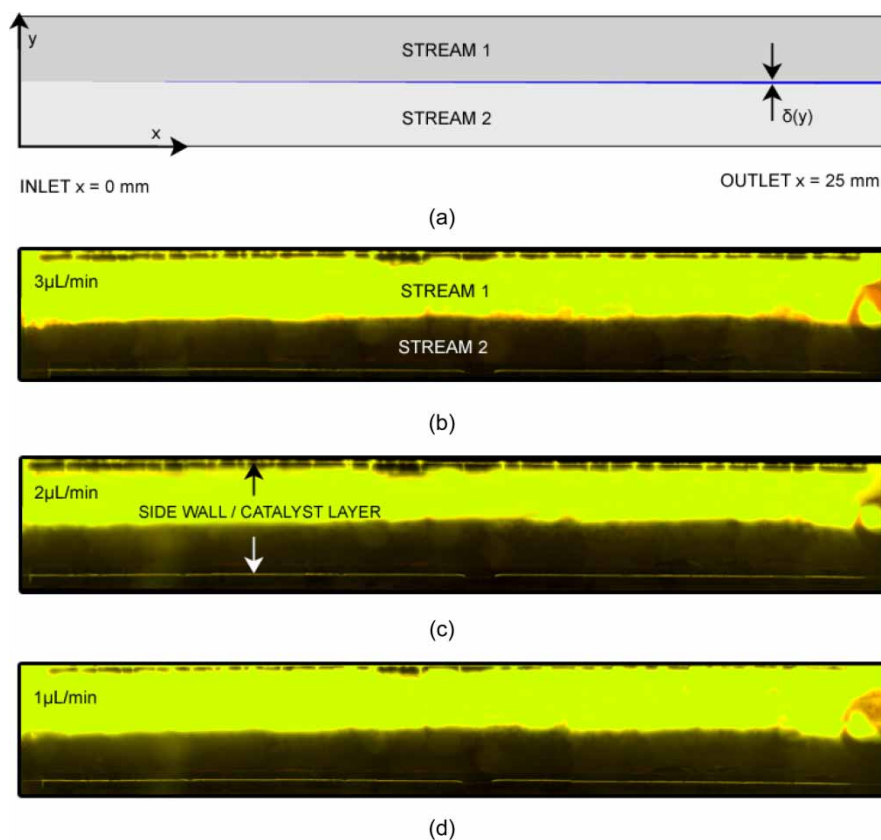 y
STREAM 1
STREAM 2
δ(y)
x
INLET x = 0 mm
OUTLET x = 25 mm
(a)
3µL/min
STREAM 1
STREAM 2
(b)
2µL/min
SIDE WALL / CATALYST LAYER
(c)
1µL/min
(d)